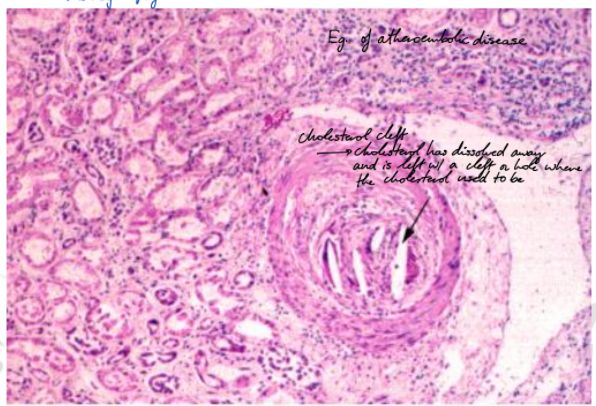 Eg. of atheroembolic disease
Cholesterol cleft
→ cholesterol has dissolved away
and is left w/ a cleft or hole where
the cholesterol used to be